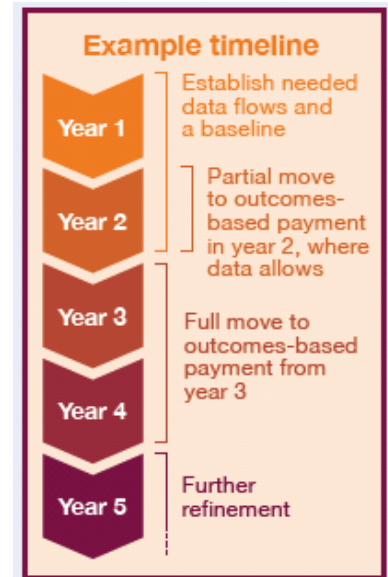 Example timeline
Year 1
Establish needed
data flows and
a baseline
Year 2
Partial move
to outcomes-
based payment
in year 2, where
data allows
Year 3
Year 4
Full move to
outcomes-based
payment from
year 3
Year 5
Further
refinement